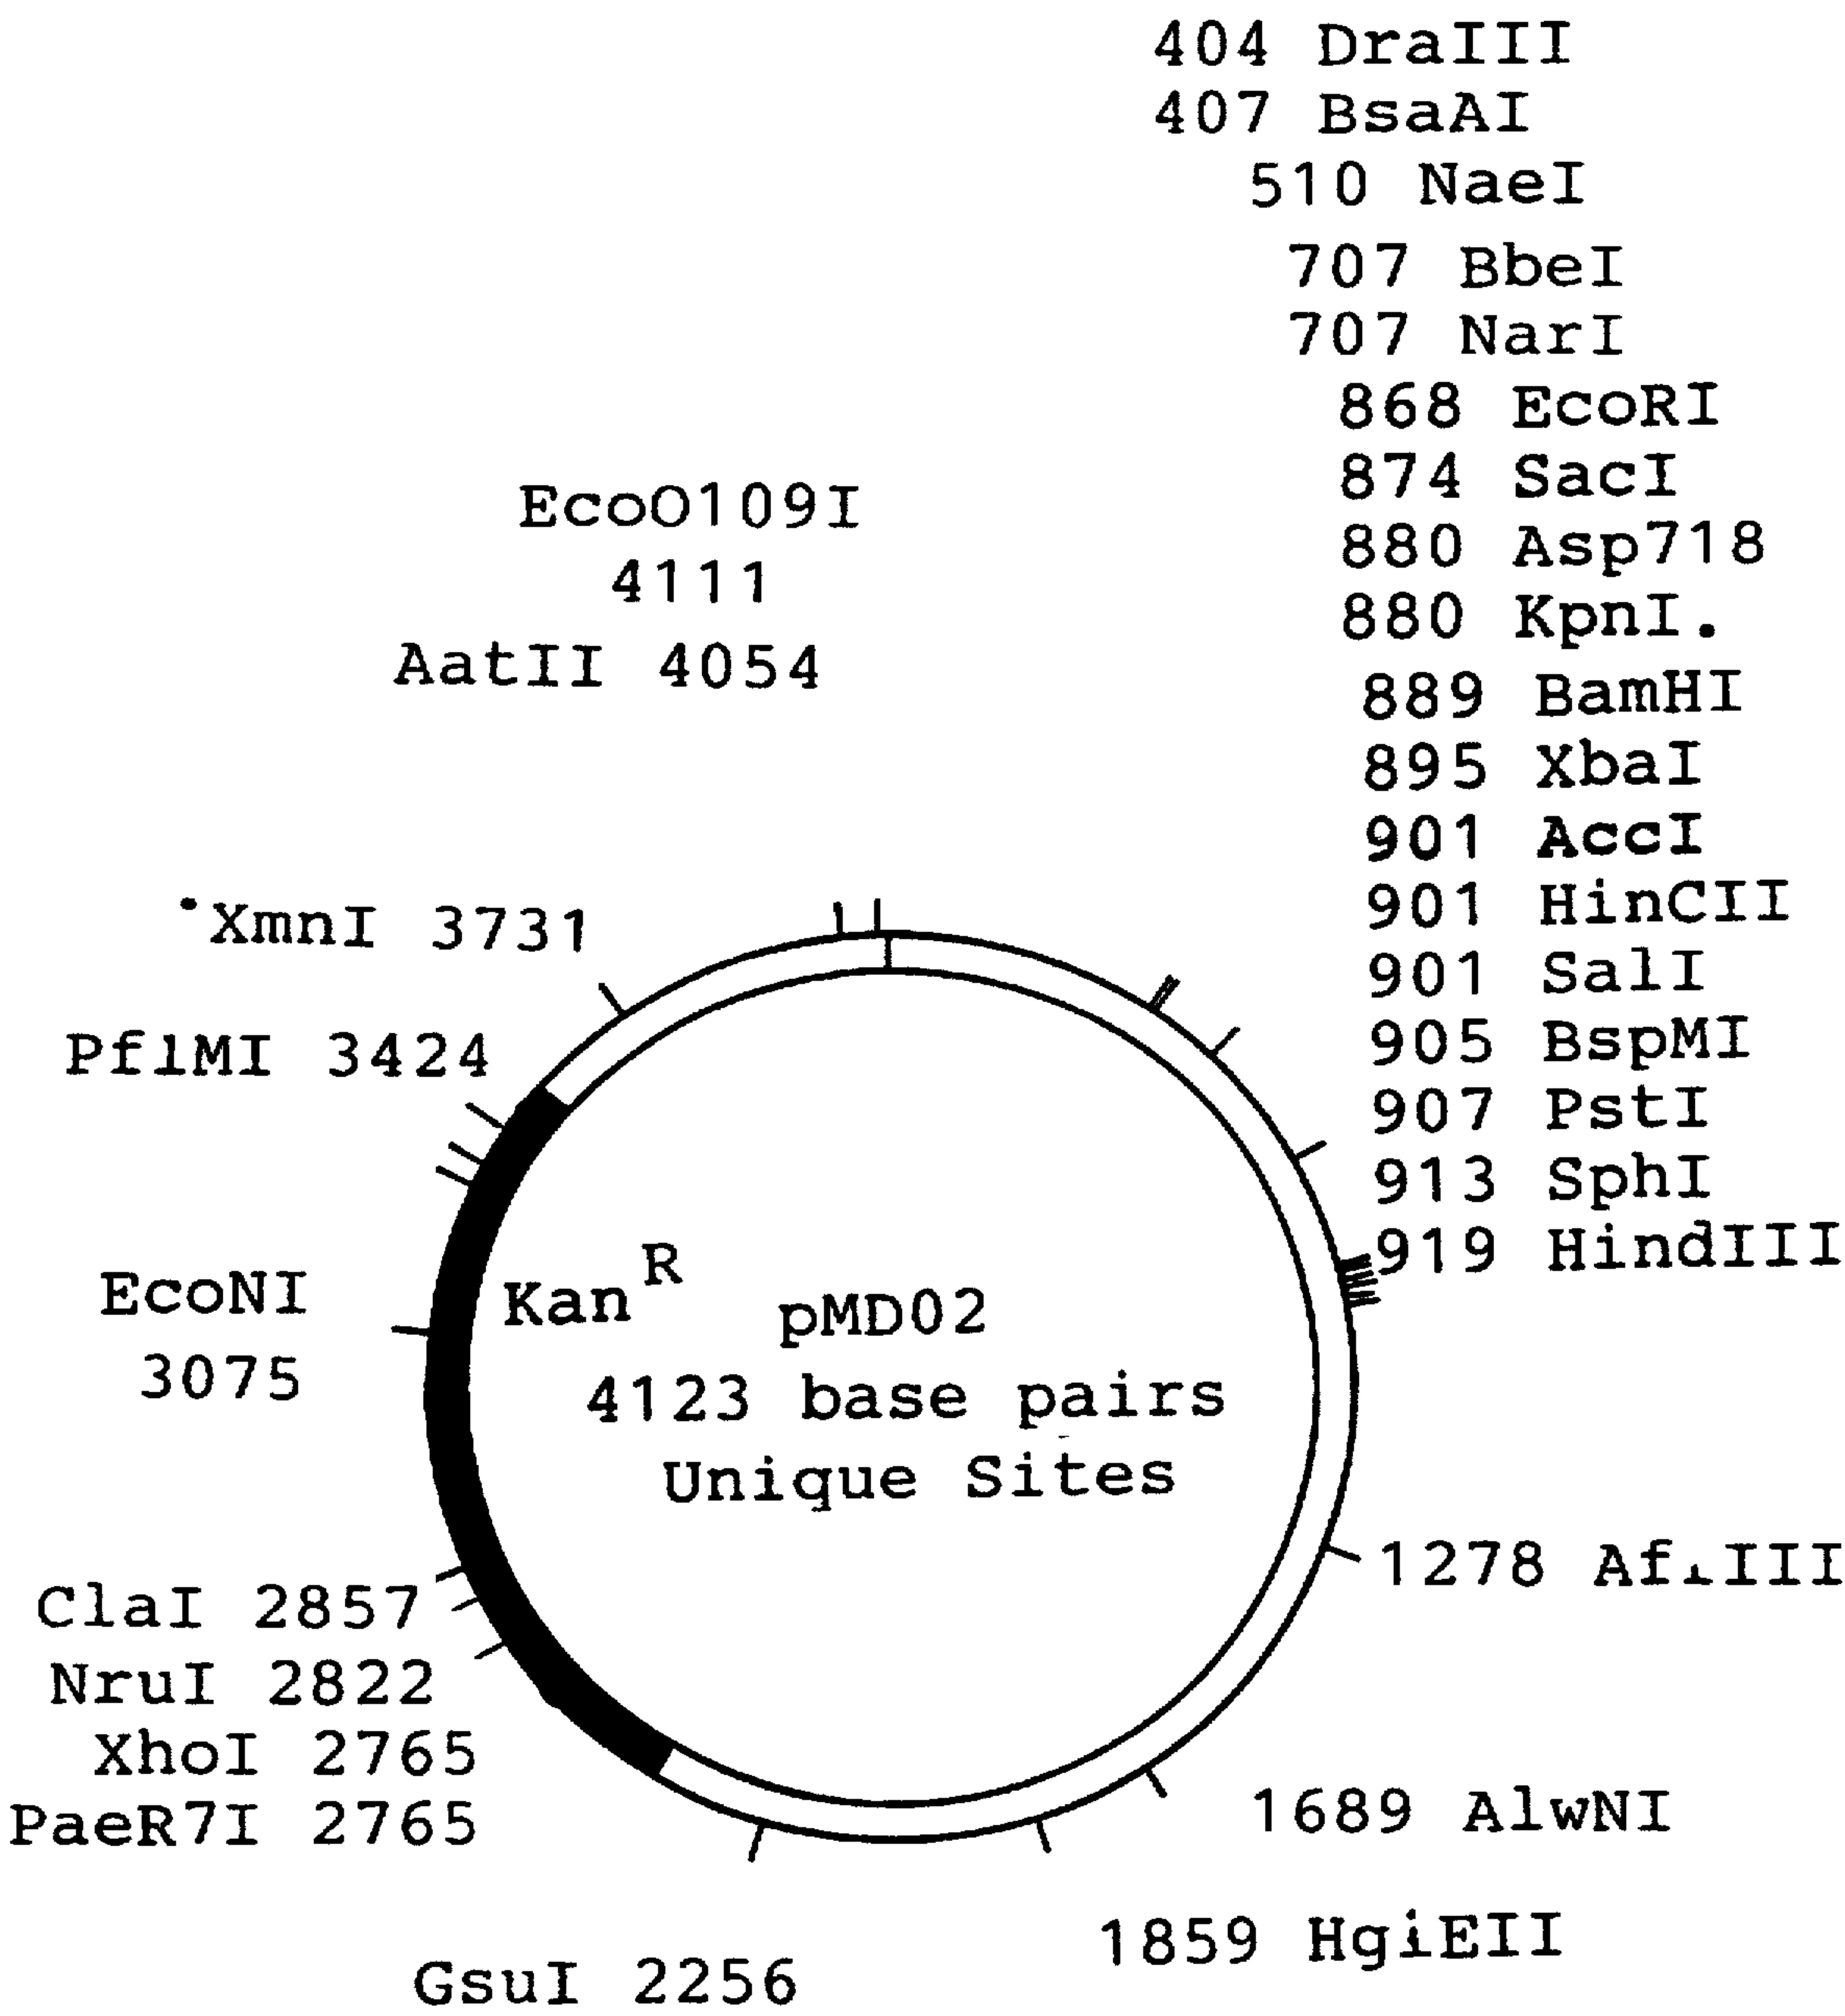 404 DraIII
407 BsaAI
510 NaeI
707 BbeI
707 NarI
868 EcoRI
874 SacI
880 Asp718
880 KpnI.
889 BamHI
895 XbaI
901 AccI
901 HinCII
901 SalI
905 BspMI
907 PstI
913 SphI
919 HindIII
1278
1689 AlwNI
1859 HgiEII
GsuI 2256
PaeR7I 2765
XhoI 2765
NruI 2822
ClaI 2857
EcoNI
3075
PflMI 3424
XmnI 3731
AatII 4054
EcoO109I
4111
Kan R
pMD02
4123 base pairs
Unique Sites